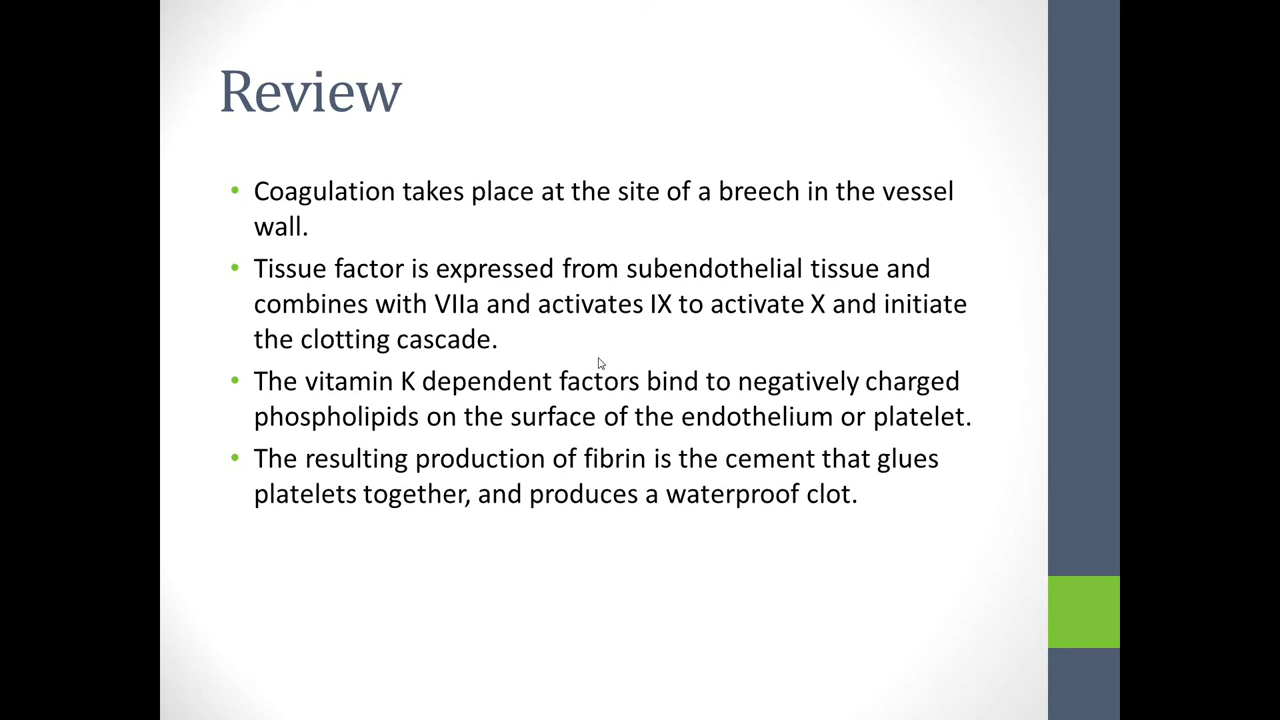 Review
• Coagulation takes place at the site of a breech in the vessel
wall.
• Tissue factor is expressed from subendothelial tissue and
combines with VIIa and activates IX to activate X and initiate
the clotting cascade.
• The vitamin K dependent factors bind to negatively charged
phospholipids on the surface of the endothelium or platelet.
• The resulting production of fibrin is the cement that glues
platelets together, and produces a waterproof clot.